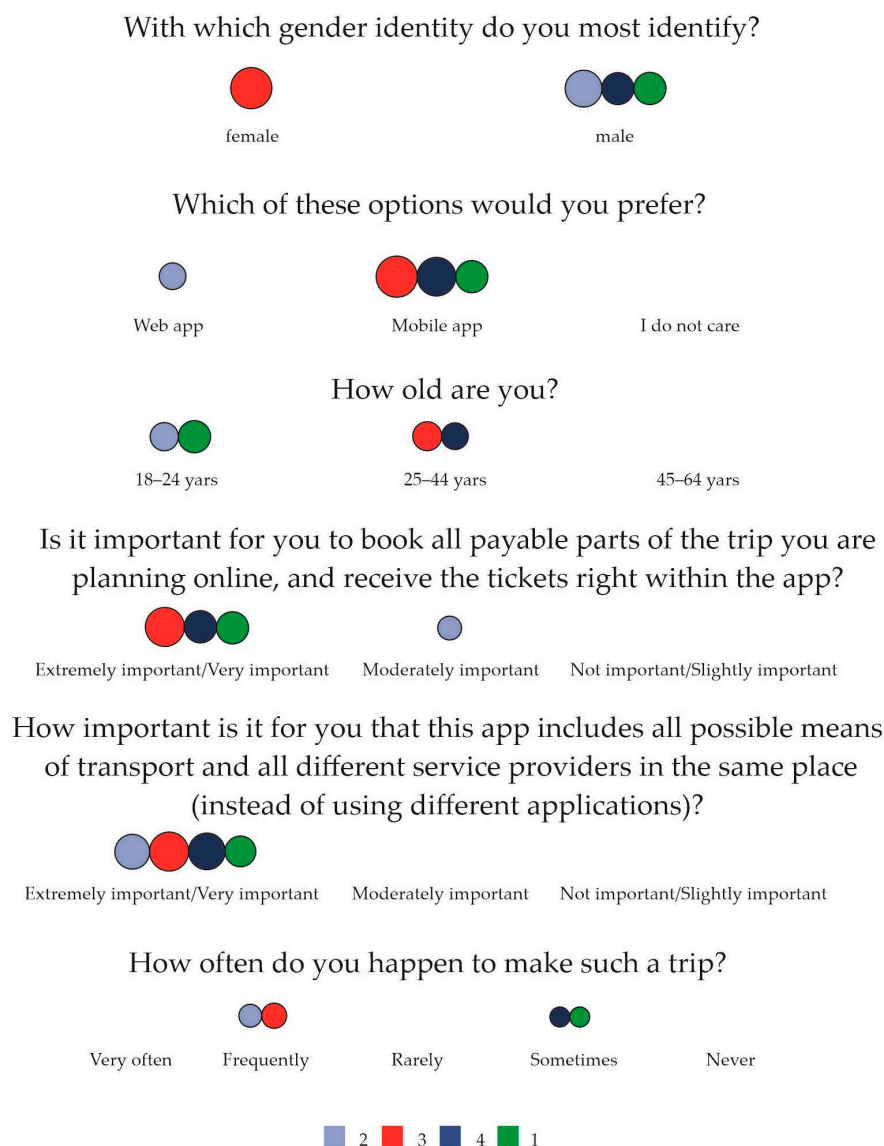 With which gender identity do you most identify?
female male
Which of these options would you prefer?
Web app Mobile app I do not care
How old are you?
18–24 yars 25–44 yars 45–64 yars
Is it important for you to book all payable parts of the trip you are
planning online, and receive the tickets right within the app?
Extremely important/Very important Moderately important Not important/Slightly important
How important is it for you that this app includes all possible means
of transport and all different service providers in the same place
(instead of using different applications)?
Extremely important/Very important Moderately important Not important/Slightly important
How often do you happen to make such a trip?
Very often Frequently Rarely Sometimes Never
2 3 4 1